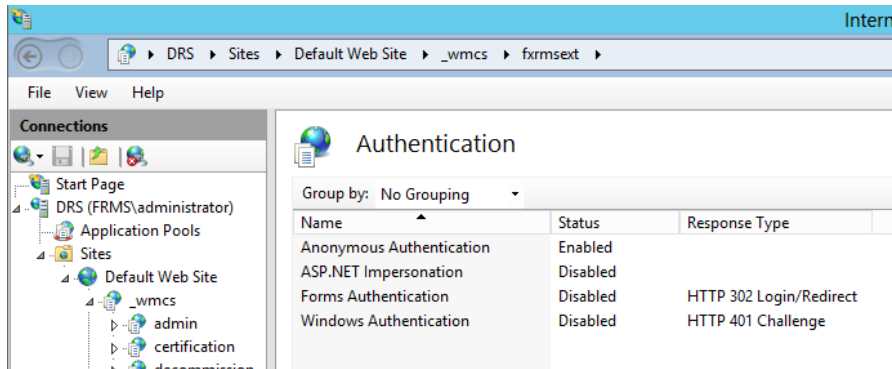 Intern
DRS Sites Default Web Site _wmcs fxrmsext
File View Help
Connections
Authentication
Start Page
Group by: No Grouping
DRS (FRMS\administrator)
Name Status Response Type
Application Pools
Anonymous Authentication Enabled
Sites
ASP.NET Impersonation Disabled
Default Web Site
Forms Authentication Disabled HTTP 302 Login/Redirect
_wmcs
Windows Authentication Disabled HTTP 401 Challenge
admin
certification
decommission